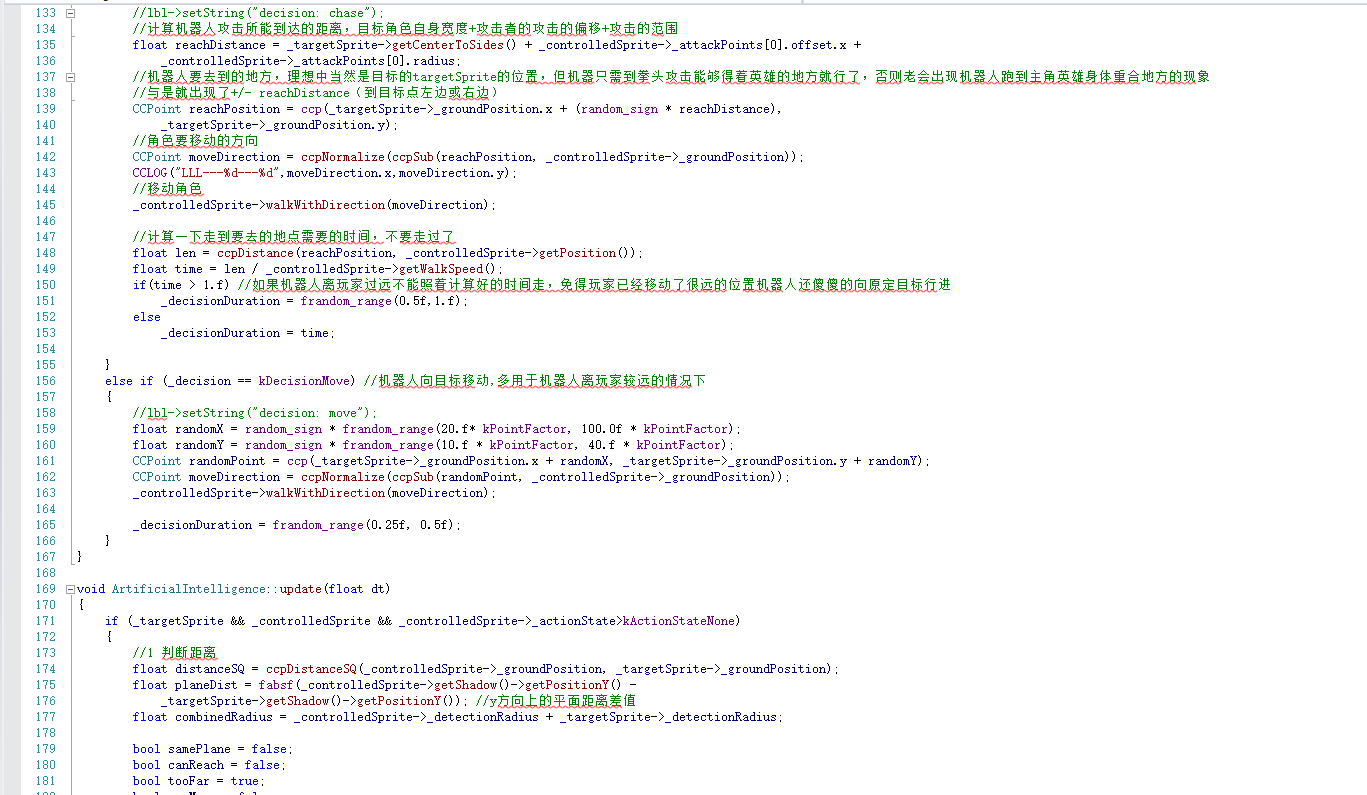 133 //lbl->setString("decision: chase");
134 //计算机器人攻击所能到达的距离，目标角色自身宽度+攻击者的攻击的偏移+攻击的范围
135 float reachDistance = _targetSprite->getCenterToSides() + _controlledSprite->_attackPoints[0].offset.x +
136 _controlledSprite->_attackPoints[0].radius;
137 //机器人要去到的地方，理想中当然是目标的targetSprite的位置，但机器只需到拳头攻击能够得着英雄的地方就行了，否则老会出现机器人跑到主角英雄身体重合地方的现象
138 //与是就出现了+/- reachDistance（到目标点左边或右边）
139 CCPoint reachPosition = ccp(_targetSprite->_groundPosition.x + (random_sign * reachDistance),
140 _targetSprite->_groundPosition.y);
141 //角色要移动的方向
142 CCPoint moveDirection = ccpNormalize(ccpSub(reachPosition, _controlledSprite->_groundPosition));
143 CCLOG("LLL---%d---%d",moveDirection.x,moveDirection.y);
144 //移动角色
145 _controlledSprite->walkWithDirection(moveDirection);
146
147 //计算一下走到要去的地点需要的时间，不要走过了
148 float len = ccpDistance(reachPosition, _controlledSprite->getPosition());
149 float time = len / _controlledSprite->getWalkSpeed();
150 if(time > 1.f) //如果机器人离玩家过远不能照着计算好的时间走，免得玩家已经移动了很远的位置机器人还傻傻的向原定目标行进
151 _decisionDuration = frandom_range(0.5f,1.f);
152 else
153 _decisionDuration = time;
154
155 }
156 else if (_decision == kDecisionMove) //机器人向目标移动,多用于机器人离玩家较远的情况下
157 {
158 //lbl->setString("decision: move");
159 float randomX = random_sign * frandom_range(20.f* kPointFactor, 100.0f * kPointFactor);
160 float randomY = random_sign * frandom_range(10.f * kPointFactor, 40.f * kPointFactor);
161 CCPoint randomPoint = ccp(_targetSprite->_groundPosition.x + randomX, _targetSprite->_groundPosition.y + randomY);
162 CCPoint moveDirection = ccpNormalize(ccpSub(randomPoint, _controlledSprite->_groundPosition));
163 _controlledSprite->walkWithDirection(moveDirection);
164
165 _decisionDuration = frandom_range(0.25f, 0.5f);
166 }
167 }
168
169 void ArtificialIntelligence::update(float dt)
170 {
171 if (_targetSprite && _controlledSprite && _controlledSprite->_actionState>kActionStateNone)
172 {
173 //1 判断距离
174 float distanceSQ = ccpDistanceSQ(_controlledSprite->_groundPosition, _targetSprite->_groundPosition);
175 float planeDist = fabsf(_controlledSprite->getShadow()->getPositionY() -
176 _targetSprite->getShadow()->getPositionY()); //y方向上的平面距离差值
177 float combinedRadius = _controlledSprite->_detectionRadius + _targetSprite->_detectionRadius;
178
179 bool samePlane = false;
180 bool canReach = false;
181 bool tooFar = true;